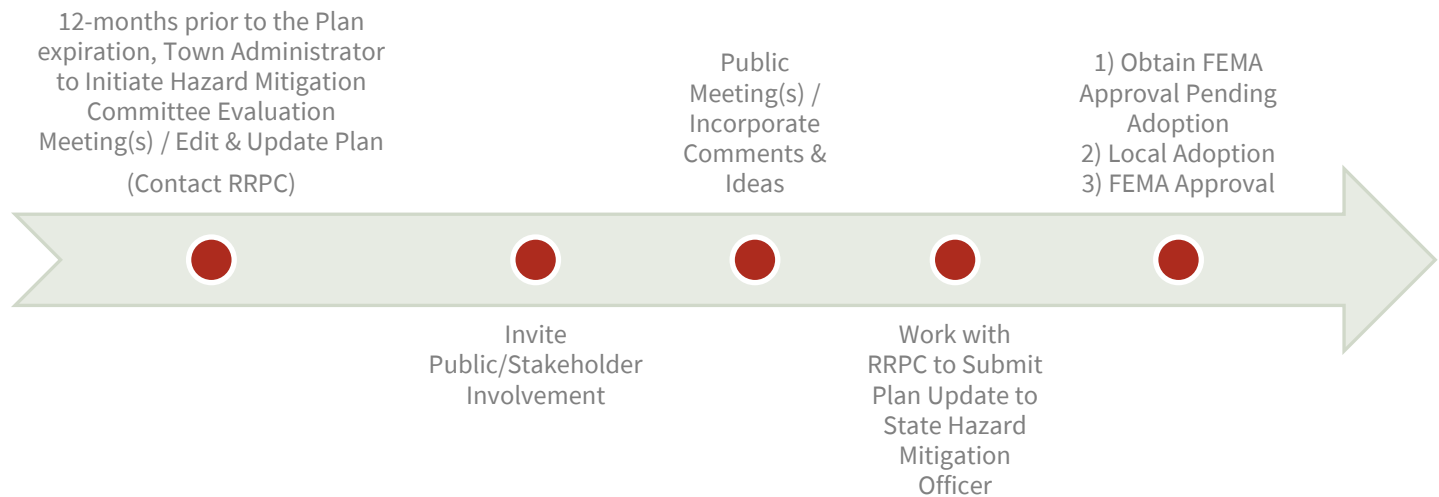 12-months prior to the Plan
expiration, Town Administrator
to Initiate Hazard Mitigation
Committee Evaluation
Meeting(s) / Edit & Update Plan
(Contact RRPC)
Invite
Public/Stakeholder
Involvement
Public
Meeting(s) /
Incorporate
Comments &
Ideas
Work with
RRPC to Submit
Plan Update to
State Hazard
Mitigation
Officer
1) Obtain FEMA
Approval Pending
Adoption
2) Local Adoption
3) FEMA Approval